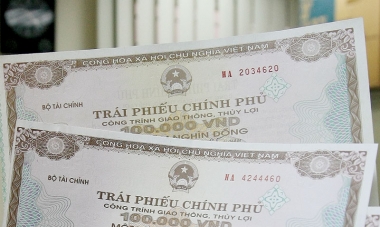 CỘNG HÒA XÃ HỘI CHỦ NGHĨA VIỆT NAM
MA 2034620
BỘ TÀI CHÍNH
TRÁI PHIẾU CHÍNH PHỦ
CÔNG TRÌNH GIAO THÔNG, THỦY LỢI
100.000 VND
NGHÌN ĐỒNG
CỘNG HÒA XÃ HỘI CHỦ NGHĨA VIỆT NAM
MA 4244460
BỘ TÀI CHÍNH
TRÁI PHIẾU CHÍNH PHỦ
CÔNG TRÌNH GIAO THÔNG, THỦY LỢI
100.000 VND